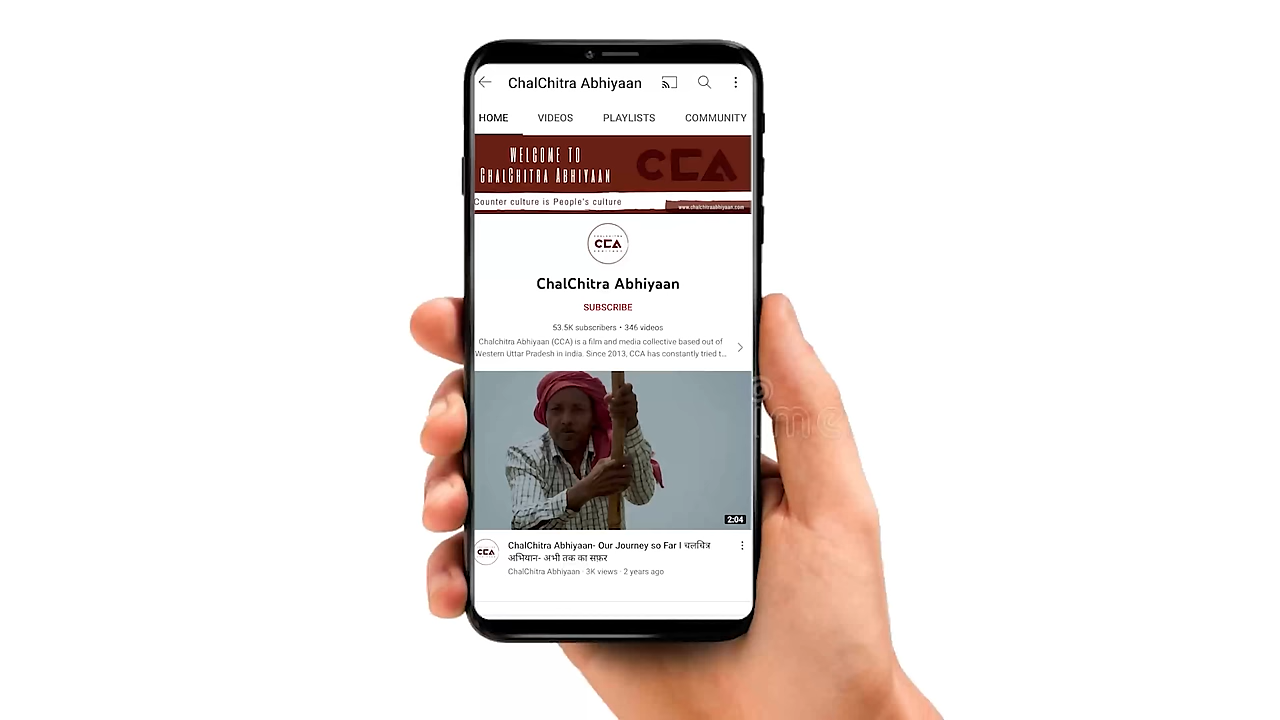 ChalChitra Abhiyaan
HOME VIDEOS PLAYLISTS COMMUNITY
WELCOME TO
CHALCHITRA ABHIYAAN
CCA
Counter culture is People's culture
www.chalchitraabhiyaan.com
CCA
ChalChitra Abhiyaan
SUBSCRIBE
53.5K subscribers • 346 videos
Chalchitra Abhiyaan (CCA) is a film and media collective based out of
Western Uttar Pradesh in India. Since 2013, CCA has constantly tried t...
2:04
CCA
ChalChitra Abhiyaan- Our Journey so Far I चलचित्र
अभियान- अभी तक का सफ़र
ChalChitra Abhiyaan · 3K views · 2 years ago